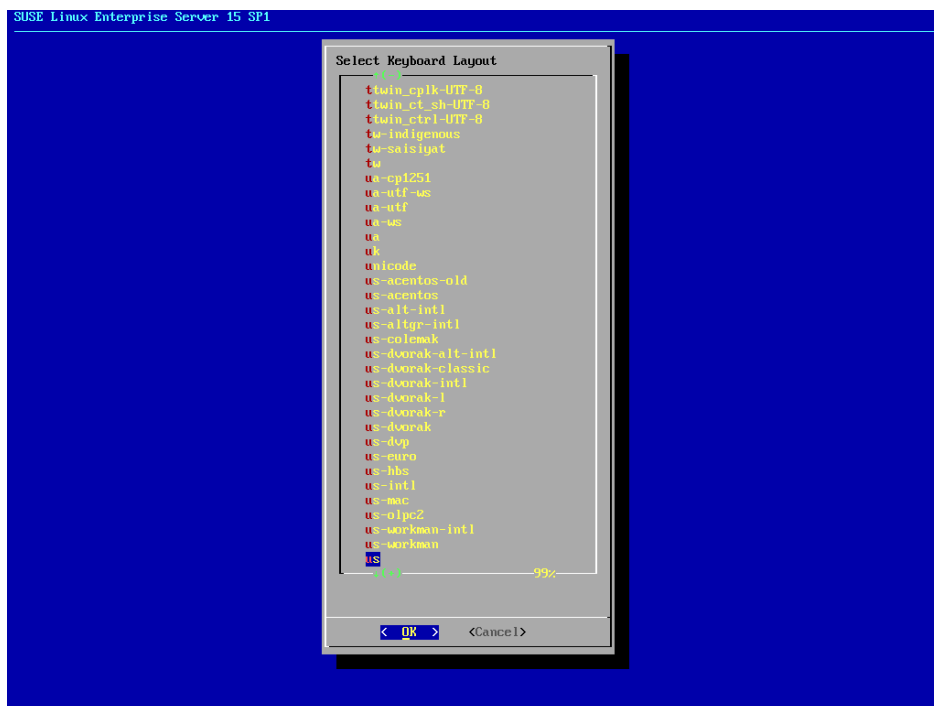 SUSE Linux Enterprise Server 15 SP1
Select Keyboard Layout
^(-)
ttwin_cplk-UTF-8
ttwin_ct_sh-UTF-8
ttwin_ctrl-UTF-8
tw-indigenous
tw-saisiyat
tw
ua-cp1251
ua-utf-ws
ua-utf
ua-ws
ua
uk
unicode
us-acentos-old
us-acentos
us-alt-intl
us-altgr-intl
us-colemak
us-dvorak-alt-intl
us-dvorak-classic
us-dvorak-intl
us-dvorak-l
us-dvorak-r
us-dvorak
us-dvp
us-euro
us-hbs
us-intl
us-mac
us-olpc2
us-workman-intl
us-workman
us
(+) 99%
< OK > <Cancel>